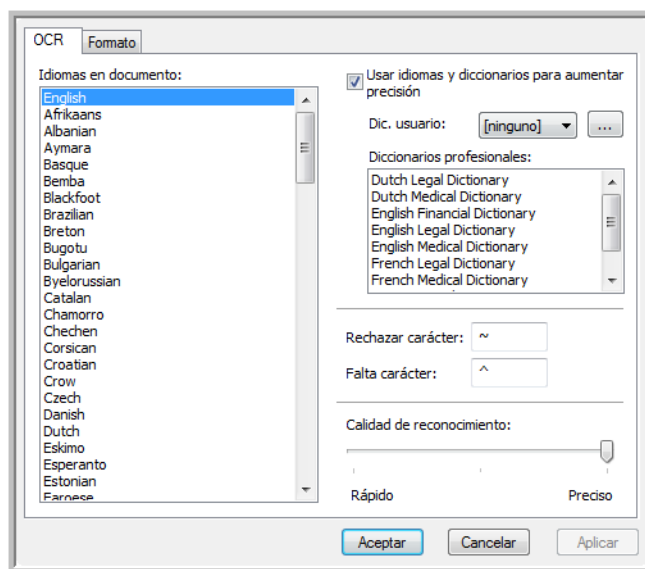 OCR
Formato
Idiomas en documento:
English
Afrikaans
Albanian
Aymara
Basque
Bemba
Blackfoot
Brazilian
Breton
Bugotu
Bulgarian
Byelorussian
Catalan
Chamorro
Chechen
Corsican
Croatian
Crow
Czech
Danish
Dutch
Eskimo
Esperanto
Estonian
Faroese
Usar idiomas y diccionarios para aumentar
precisión
Dic. usuario:
[ninguno]
...
Diccionarios profesionales:
Dutch Legal Dictionary
Dutch Medical Dictionary
English Financial Dictionary
English Legal Dictionary
English Medical Dictionary
French Legal Dictionary
French Medical Dictionary
Rechazar carácter: ~
Falta carácter: ^
Calidad de reconocimiento:
Rápido
Preciso
Aceptar
Cancelar
Aplicar